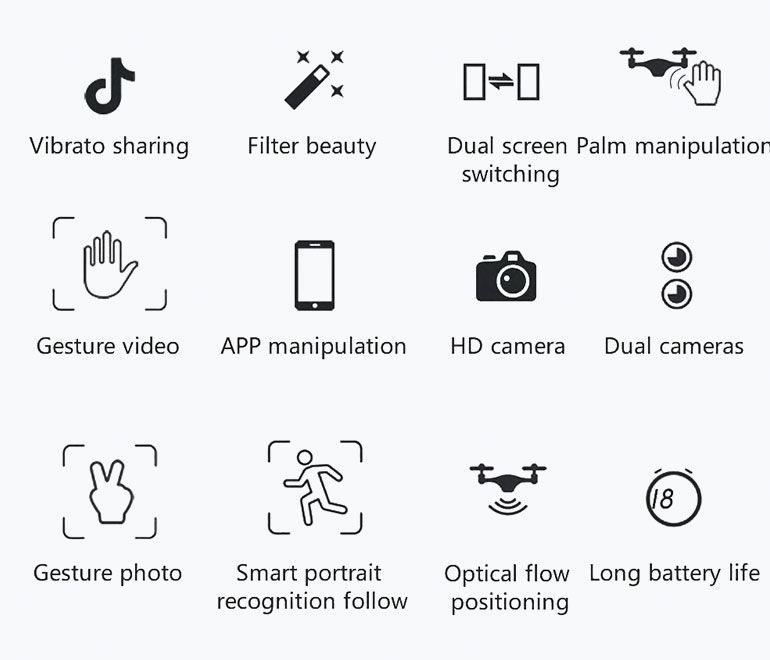 Vibrato sharing
Filter beauty
Dual screen
switching
Palm manipulation
Gesture video
APP manipulation
HD camera
Dual cameras
Gesture photo
Smart portrait
recognition follow
Optical flow
positioning
18
Long battery life